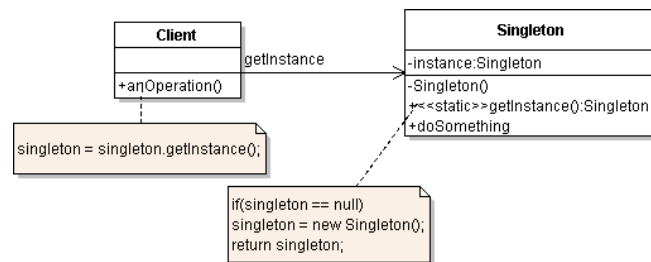 Client
+anOperation()
getInstance
Singleton
-instance:Singleton
-Singleton()
+<<static>>getInstance():Singleton
+doSomething
singleton = singleton.getInstance();
if(singleton == null)
singleton = new Singleton();
return singleton;